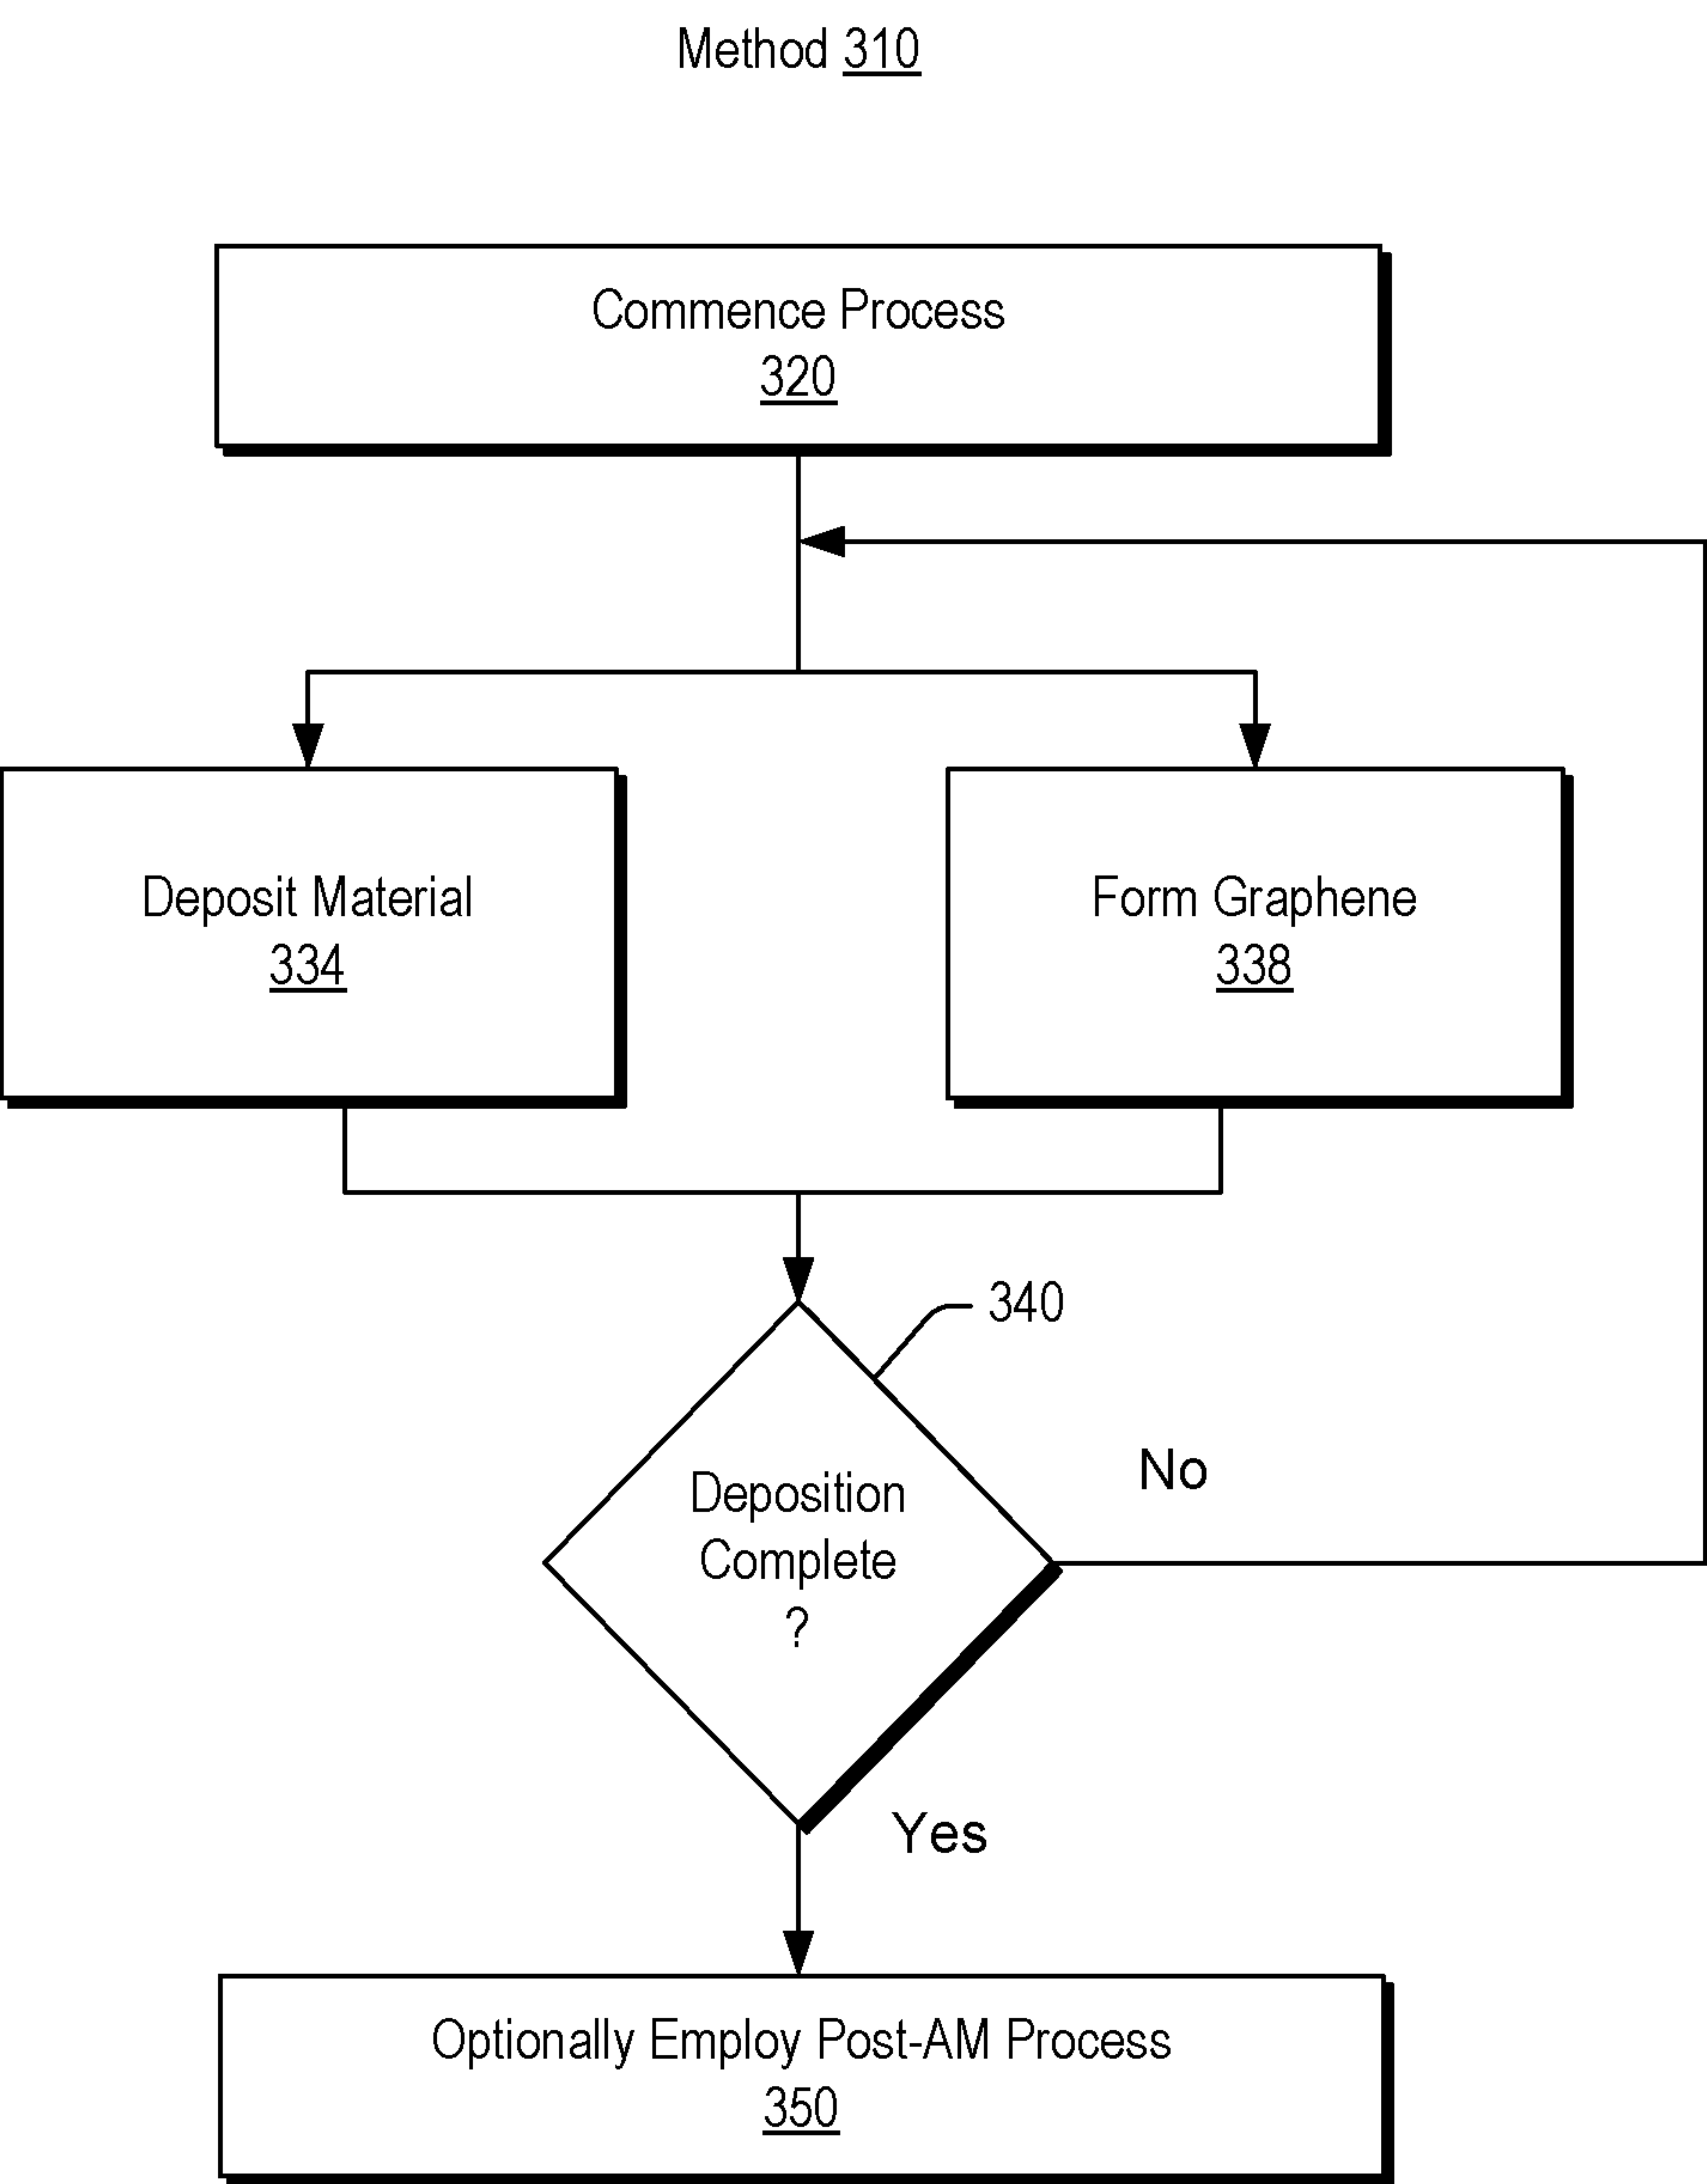 Method 310
Commence Process
320
Deposit Material
334
Form Graphene
338
340
Deposition
Complete
?
No
Yes
Optionally Employ Post-AM Process
350